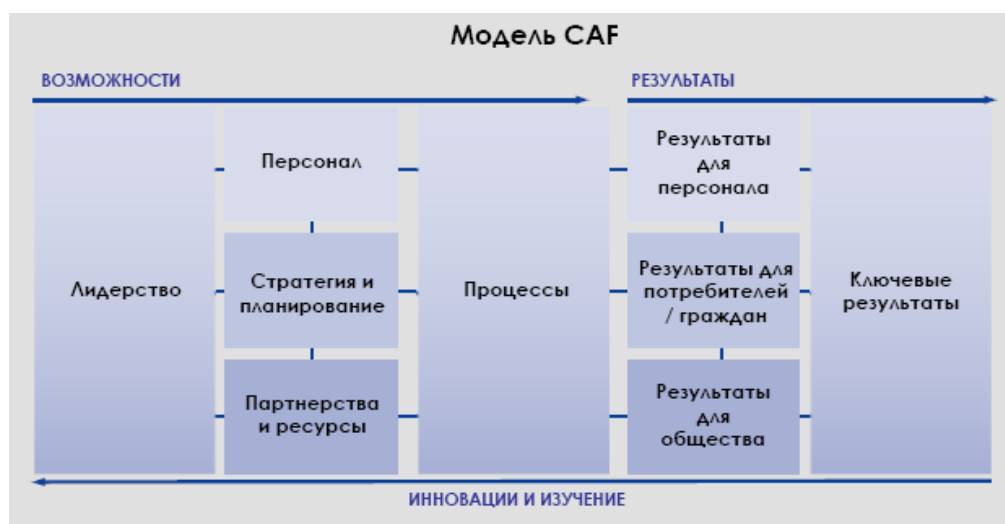 Модель CAF
ВОЗМОЖНОСТИ
РЕЗУЛЬТАТЫ
Лидерство
Персонал
Стратегия и
планирование
Партнерства
и ресурсы
Процессы
Результаты
для
персонала
Результаты для
потребителей
/ граждан
Результаты
для
общества
Ключевые
результаты
ИННОВАЦИИ И ИЗУЧЕНИЕ